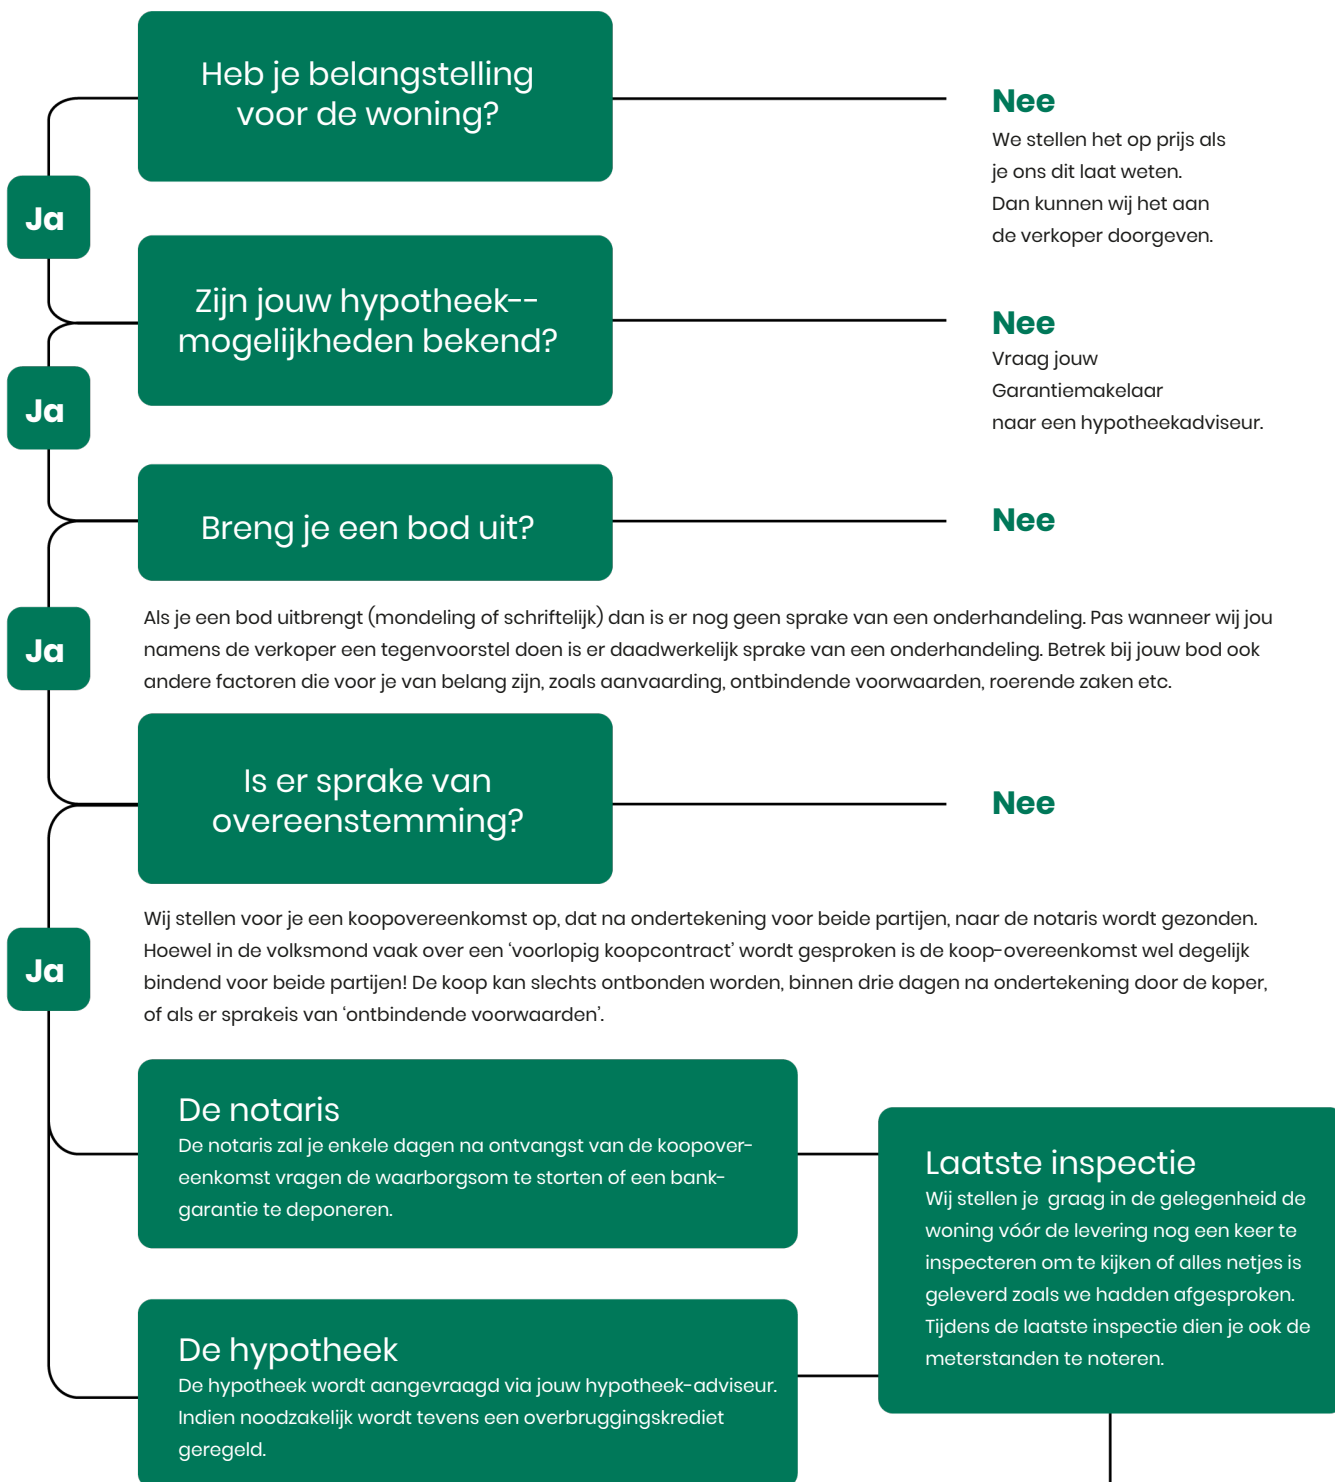 Heb je belangstelling
voor de woning?
Nee
We stellen het op prijs als
je ons dit laat weten.
Dan kunnen wij het aan
de verkoper doorgeven.
Ja
Zijn jouw hypotheek--
mogelijkheden bekend?
Nee
Vraag jouw
Garantiemakelaar
naar een hypotheekadviseur.
Ja
Breng je een bod uit?
Nee
Ja
Als je een bod uitbrengt (mondeling of schriftelijk) dan is er nog geen sprake van een onderhandeling. Pas wanneer wij jou
namens de verkoper een tegenvoorstel doen is er daadwerkelijk sprake van een onderhandeling. Betrek bij jouw bod ook
andere factoren die voor je van belang zijn, zoals aanvaarding, ontbindende voorwaarden, roerende zaken etc.
Is er sprake van
overeenstemming?
Nee
Ja
Wij stellen voor je een koopovereenkomst op, dat na ondertekening voor beide partijen, naar de notaris wordt gezonden.
Hoewel in de volksmond vaak over een ‘voorlopig koopcontract’ wordt gesproken is de koop-overeenkomst wel degelijk
bindend voor beide partijen! De koop kan slechts ontbonden worden, binnen drie dagen na ondertekening door de koper,
of als er sprakeis van ‘ontbindende voorwaarden’.
De notaris
De notaris zal je enkele dagen na ontvangst van de koopover-
eenkomst vragen de waarborgsom te storten of een bank-
garantie te deponeren.
Laatste inspectie
Wij stellen je graag in de gelegenheid de
woning vóór de levering nog een keer te
inspecteren om te kijken of alles netjes is
geleverd zoals we hadden afgesproken.
Tijdens de laatste inspectie dien je ook de
meterstanden te noteren.
De hypotheek
De hypotheek wordt aangevraagd via jouw hypotheek-adviseur.
Indien noodzakelijk wordt tevens een overbruggingskrediet
geregeld.